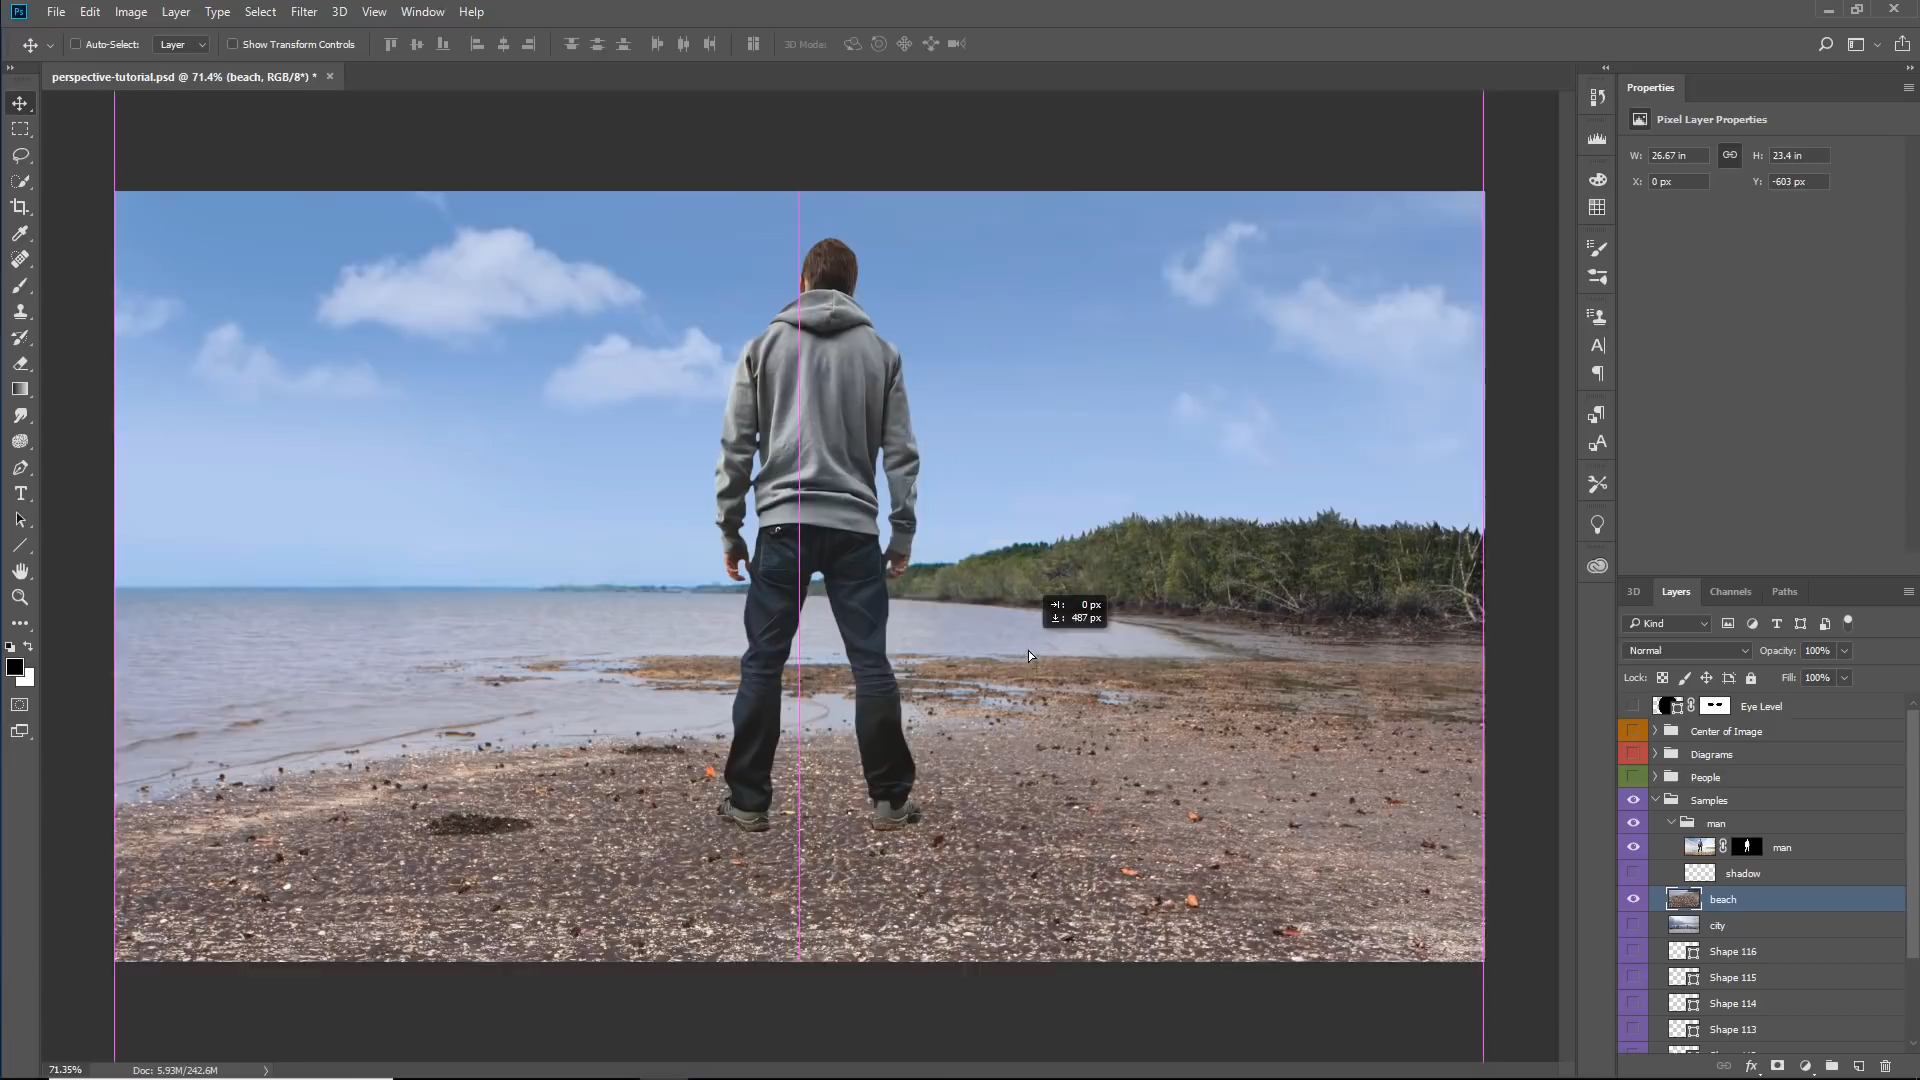 Ps File Edit Image Layer Type Select Filter 3D View Window Help
Auto-Select: Layer Show Transform Controls 3D Mode:
perspective-tutorial.psd @ 71.4% (beach, RGB/8*) * ×
Properties
Pixel Layer Properties
W: 26.67 in H: 23.4 in
X: 0 px Y: -603 px
0 px
487 px
3D Layers Channels Paths
Kind
Normal Opacity: 100%
Lock: Fill: 100%
Eye Level
Center of Image
Diagrams
People
Samples
man
man
shadow
beach
city
Shape 116
Shape 115
Shape 114
Shape 113
71.35% Doc: 5.93M/242.6M
fx